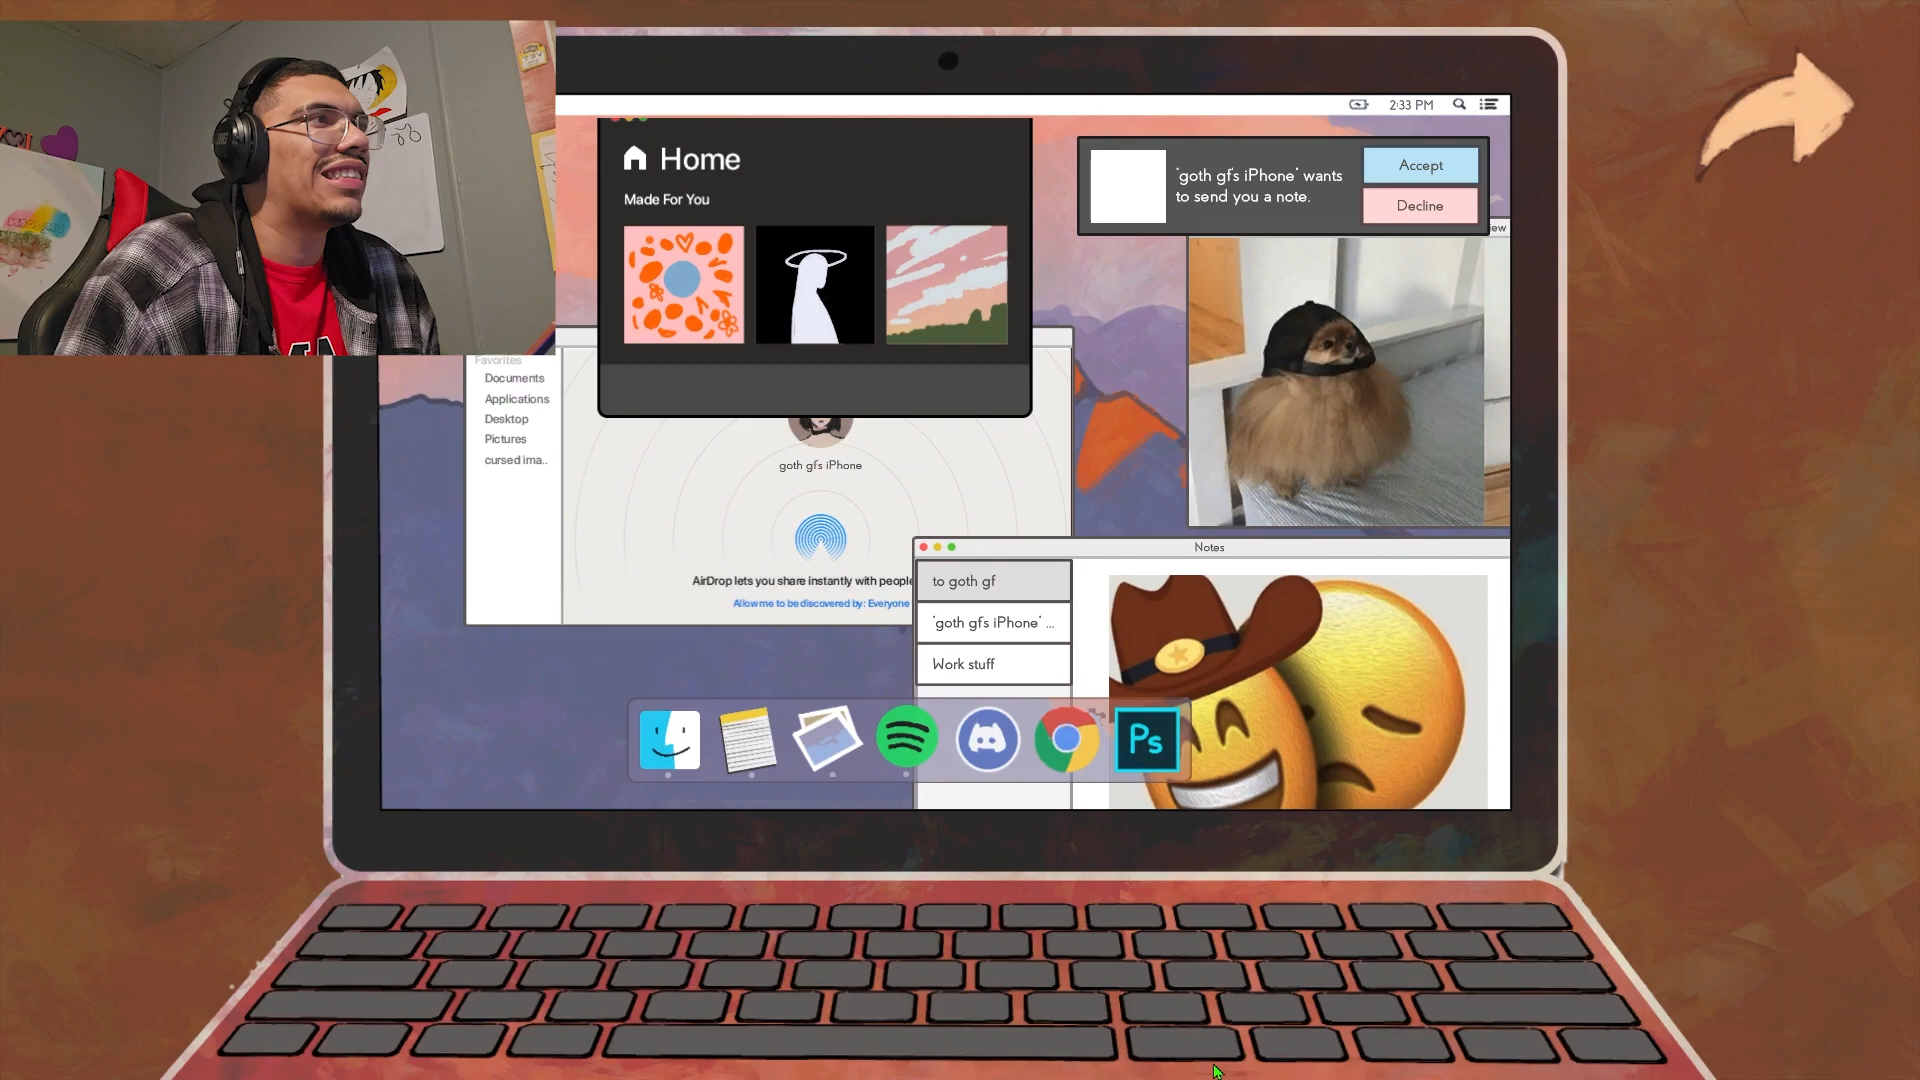 2:33 PM
Home
Made For You
'goth gfs iPhone' wants
to send you a note.
Accept
Decline
ew
Favorites
Documents
Applications
Desktop
Pictures
cursed ima..
goth gfs iPhone
AirDrop lets you share instantly with people
Allow me to be discovered by: Everyone
Notes
to goth gf
'goth gfs iPhone' ...
Work stuff
Ps